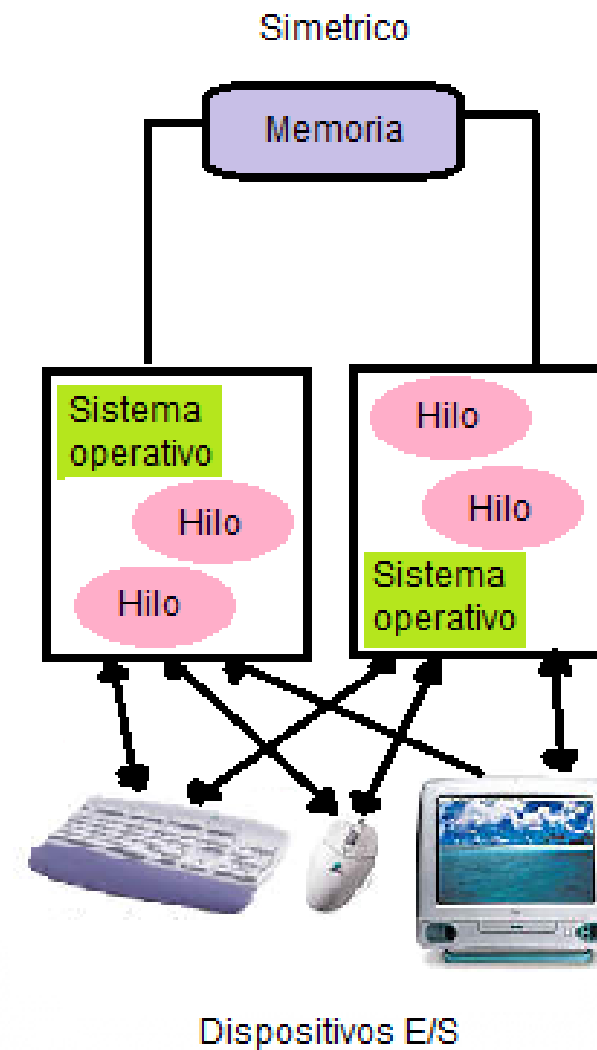 Simetrico
Memoria
Sistema
operativo
Hilo
Hilo
Hilo
Hilo
Sistema
operativo
Dispositivos E/S